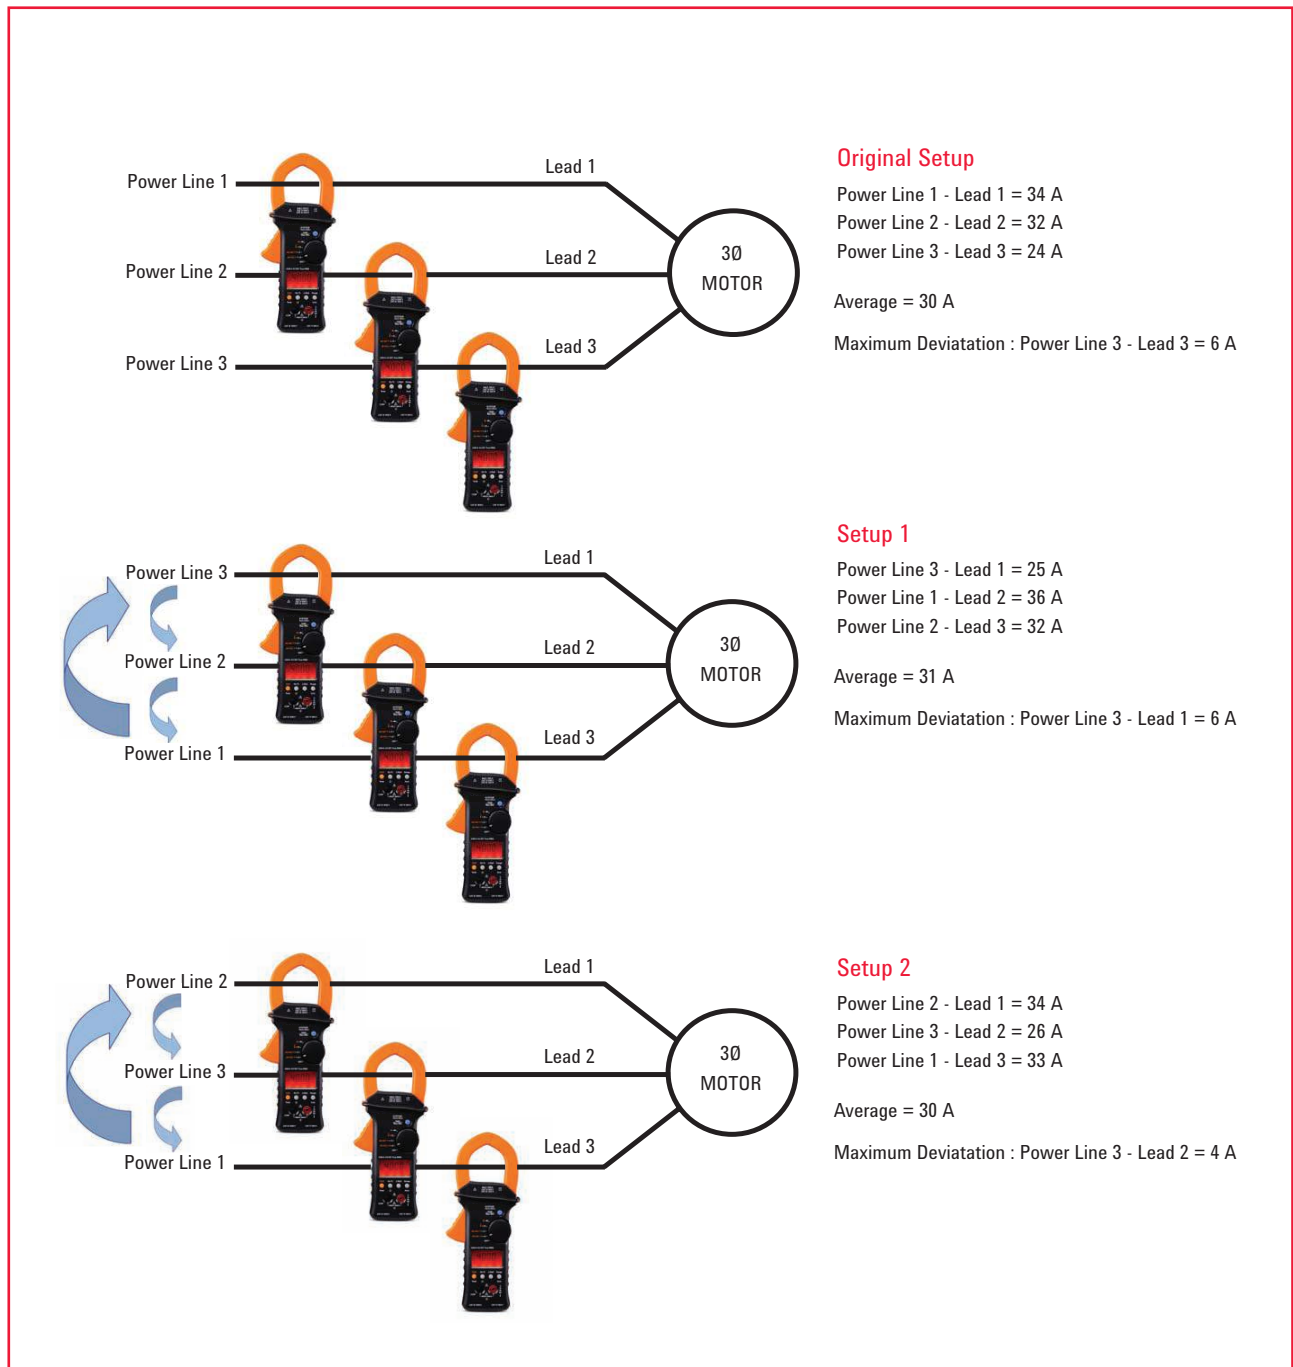 Original Setup
Power Line 1
Lead 1
Power Line 1 - Lead 1 = 34 A
Power Line 2 - Lead 2 = 32 A
Power Line 3 - Lead 3 = 24 A
Power Line 2
Lead 2
3Ø
MOTOR
Average = 30 A
Power Line 3
Lead 3
Maximum Deviatation : Power Line 3 - Lead 3 = 6 A
Setup 1
Power Line 3
Lead 1
Power Line 3 - Lead 1 = 25 A
Power Line 1 - Lead 2 = 36 A
Power Line 2 - Lead 3 = 32 A
Power Line 2
Lead 2
3Ø
MOTOR
Average = 31 A
Power Line 1
Lead 3
Maximum Deviatation : Power Line 3 - Lead 1 = 6 A
Setup 2
Power Line 2
Lead 1
Power Line 2 - Lead 1 = 34 A
Power Line 3 - Lead 2 = 26 A
Power Line 1 - Lead 3 = 33 A
Power Line 3
Lead 2
3Ø
MOTOR
Average = 30 A
Power Line 1
Lead 3
Maximum Deviatation : Power Line 3 - Lead 2 = 4 A